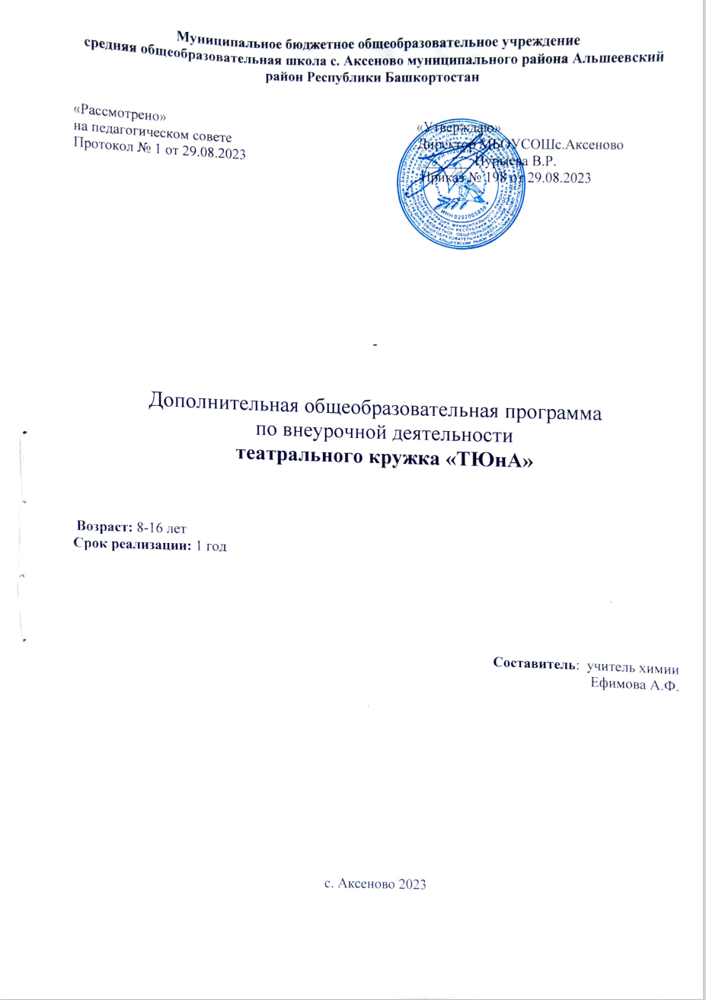 Муниципальное бюджетное общеобразовательное учреждение
средняя общеобразовательная школа с. Аксеново муниципального района Альшеевский
район Республики Башкортостан
«Рассмотрено»
на педагогическом совете
Протокол № 1 от 29.08.2023
«Утверждаю»
Директор МБОУСОШс.Аксеново
В.Р.
Приказ № 198 от 29.08.2023
ИНН 0202005956
Дополнительная общеобразовательная программа
по внеурочной деятельности
театрального кружка «ТЮнА»
Возраст: 8-16 лет
Срок реализации: 1 год
Составитель: учитель химии
Ефимова А.Ф.
с. Аксеново 2023